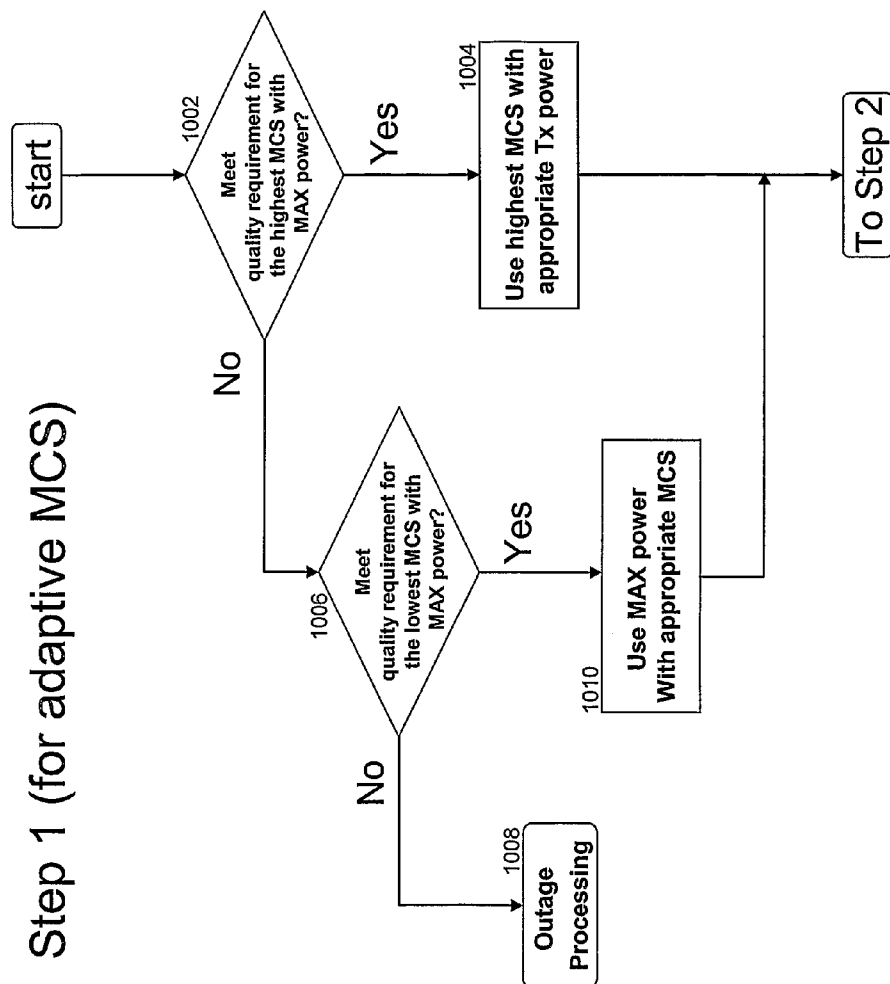 Step 1 (for adaptive MCS)
start
1002
Meet
quality requirement for
the highest MCS with
MAX power?
No
Yes
1004
Use highest MCS with
appropriate Tx power
1006
Meet
quality requirement for
the lowest MCS with
MAX power?
No
Yes
1008
Outage
Processing
1010
Use MAX power
With appropriate MCS
To Step 2